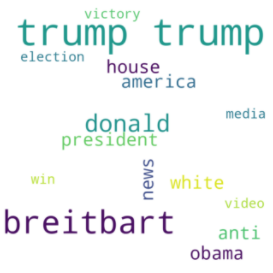 victory
trump trump
election
house
america
media
donald
president
news
white
win
video
breitbart
anti
obama